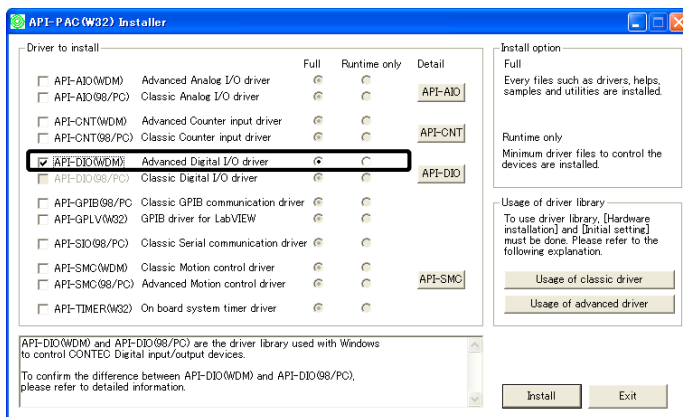 API-PAC(W32) Installer
Driver to install
Full Runtime only Detail
API-AIO(WDM) Advanced Analog I/O driver
API-AIO(98/PC) Classic Analog I/O driver
API-AIO
API-CNT(WDM) Advanced Counter input driver
API-CNT(98/PC) Classic Counter input driver
API-CNT
API-DIO(WDM) Advanced Digital I/O driver
API-DIO(98/PC) Classic Digital I/O driver
API-DIO
API-GPIB(98/PC Classic GPIB communication driver
API-GPLV(W32) GPIB driver for LabVIEW
API-SIO(98/PC) Classic Serial communication driver
API-SMC(WDM) Classic Motion control driver
API-SMC(98/PC) Advanced Motion control driver
API-SMC
API-TIMER(W32) On board system timer driver
Install option
Full
Every files such as drivers, helps,
samples and utilities are installed.
Runtime only
Minimum driver files to control the
devices are installed.
Usage of driver library
To use driver library, [Hardware
installation] and [Initial setting]
must be done. Please refer to the
following explanation.
Usage of classic driver
Usage of advanced driver
API-DIO(WDM) and API-DIO(98/PC) are the driver library used with Windows
to control CONTEC Digital input/output devices.
To confirm the difference between API-DIO(WDM) and API-DIO(98/PC),
please refer to detailed information.
Install Exit